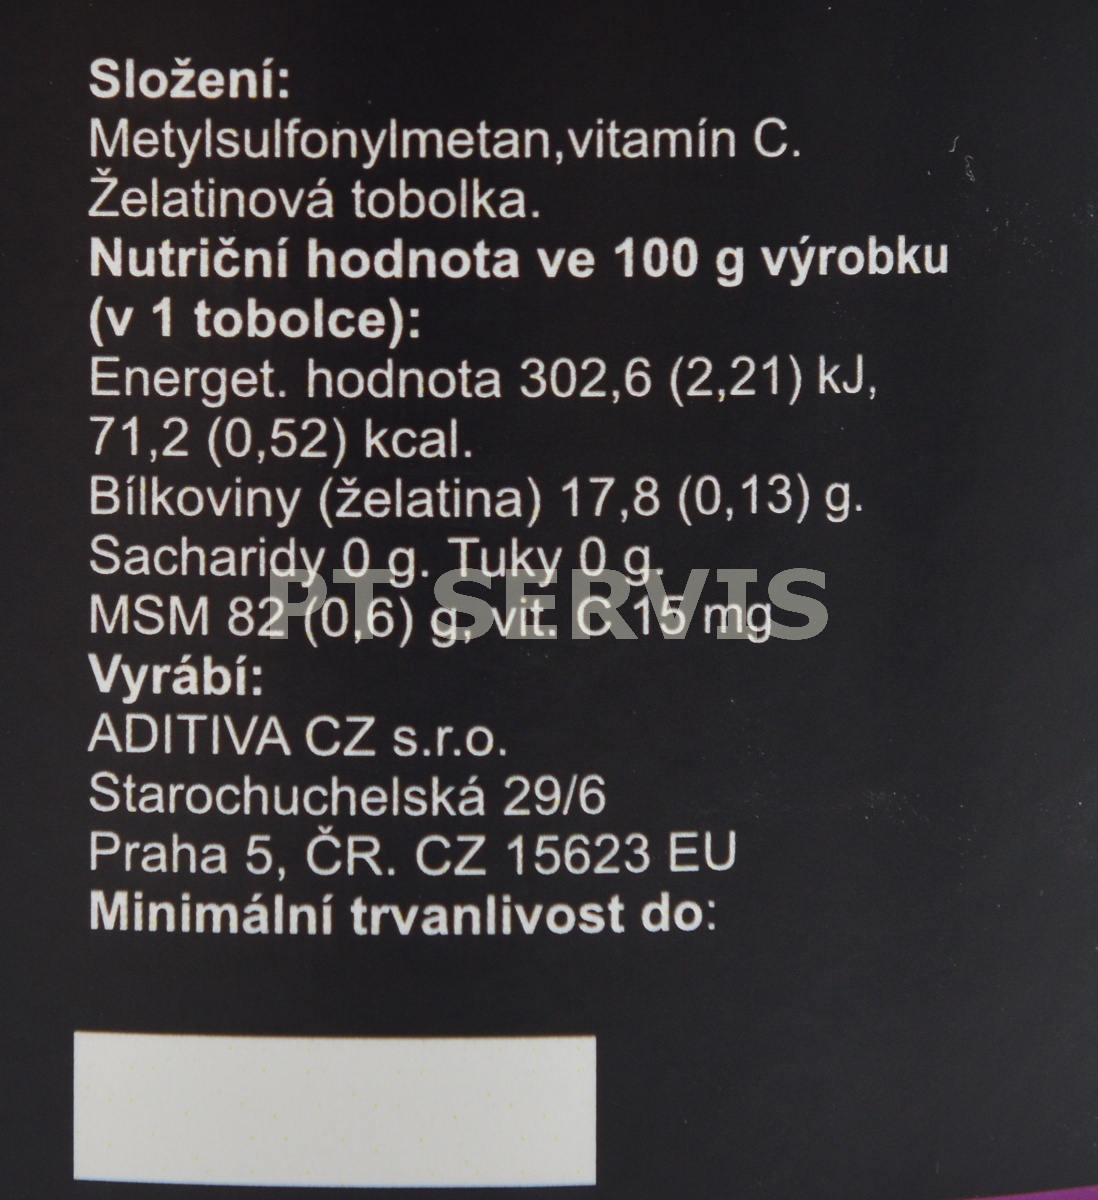 Složení:
Metylsulfonylmetan,vitamín C.
Želatinová tobolka.
Nutriční hodnota ve 100 g výrobku
(v 1 tobolce):
Energet. hodnota 302,6 (2,21) kJ,
71,2 (0,52) kcal.
Bílkoviny (želatina) 17,8 (0,13) g.
Sacharidy 0 g. Tuky 0 g.
PT SERVIS
MSM 82 (0,6) g, vit. C 15 mg
Vyrábí:
ADITIVA CZ s.r.o.
Starochuchelská 29/6
Praha 5, ČR. CZ 15623 EU
Minimální trvanlivost do: